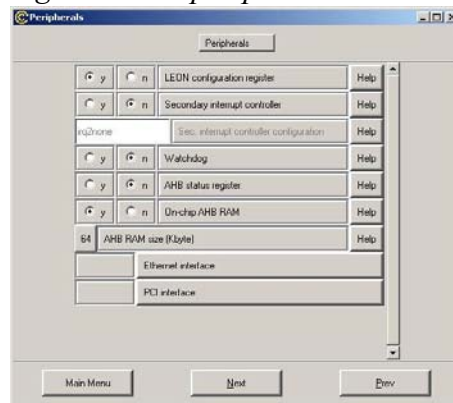 Peripherals
Peripherals
y n LEON configuration register Help
y n Secondary interrupt controller Help
irq2none Sec. interrupt controller configuration Help
y n Watchdog Help
y n AHB status register Help
y n On-chip AHB RAM Help
64 AHB RAM size (Kbyte) Help
Ethernet interface
PCI interface
Main Menu Next Prev